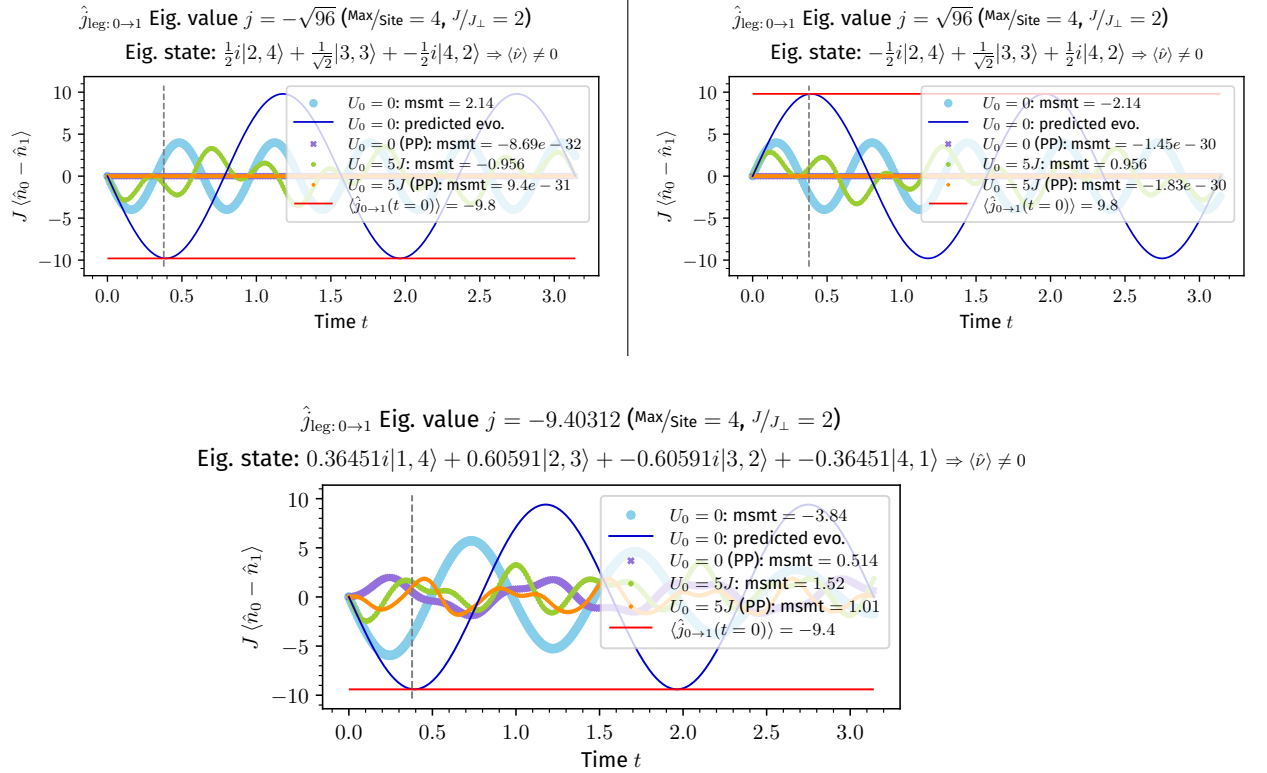 ĵ_leg: 0→1 Eig. value j = −√96 (Max/Site = 4, J/J⊥ = 2)
Eig. state: ½i|2, 4⟩ + 1/√2|3, 3⟩ + −½i|4, 2⟩ ⇒ ⟨ν̂⟩ ≠ 0
10
5
0
−5
−10
J ⟨n̂₀ − n̂₁⟩
U₀ = 0: msmt = 2.14
U₀ = 0: predicted evo.
U₀ = 0 (PP): msmt = −8.69e − 32
U₀ = 5J: msmt = −0.956
U₀ = 5J (PP): msmt = 9.4e − 31
⟨ĵ₀→₁(t = 0)⟩ = −9.8
0.0 0.5 1.0 1.5 2.0 2.5 3.0
Time t
ĵ_leg: 0→1 Eig. value j = √96 (Max/Site = 4, J/J⊥ = 2)
Eig. state: −½i|2, 4⟩ + 1/√2|3, 3⟩ + ½i|4, 2⟩ ⇒ ⟨ν̂⟩ ≠ 0
10
5
0
−5
−10
J ⟨n̂₀ − n̂₁⟩
U₀ = 0: msmt = −2.14
U₀ = 0: predicted evo.
U₀ = 0 (PP): msmt = −1.45e − 30
U₀ = 5J: msmt = 0.956
U₀ = 5J (PP): msmt = −1.83e − 30
⟨ĵ₀→₁(t = 0)⟩ = 9.8
0.0 0.5 1.0 1.5 2.0 2.5 3.0
Time t
ĵ_leg: 0→1 Eig. value j = −9.40312 (Max/Site = 4, J/J⊥ = 2)
Eig. state: 0.36451i|1, 4⟩ + 0.60591|2, 3⟩ + −0.60591i|3, 2⟩ + −0.36451|4, 1⟩ ⇒ ⟨ν̂⟩ ≠ 0
10
5
0
−5
−10
J ⟨n̂₀ − n̂₁⟩
U₀ = 0: msmt = −3.84
U₀ = 0: predicted evo.
U₀ = 0 (PP): msmt = 0.514
U₀ = 5J: msmt = 1.52
U₀ = 5J (PP): msmt = 1.01
⟨ĵ₀→₁(t = 0)⟩ = −9.4
0.0 0.5 1.0 1.5 2.0 2.5 3.0
Time t